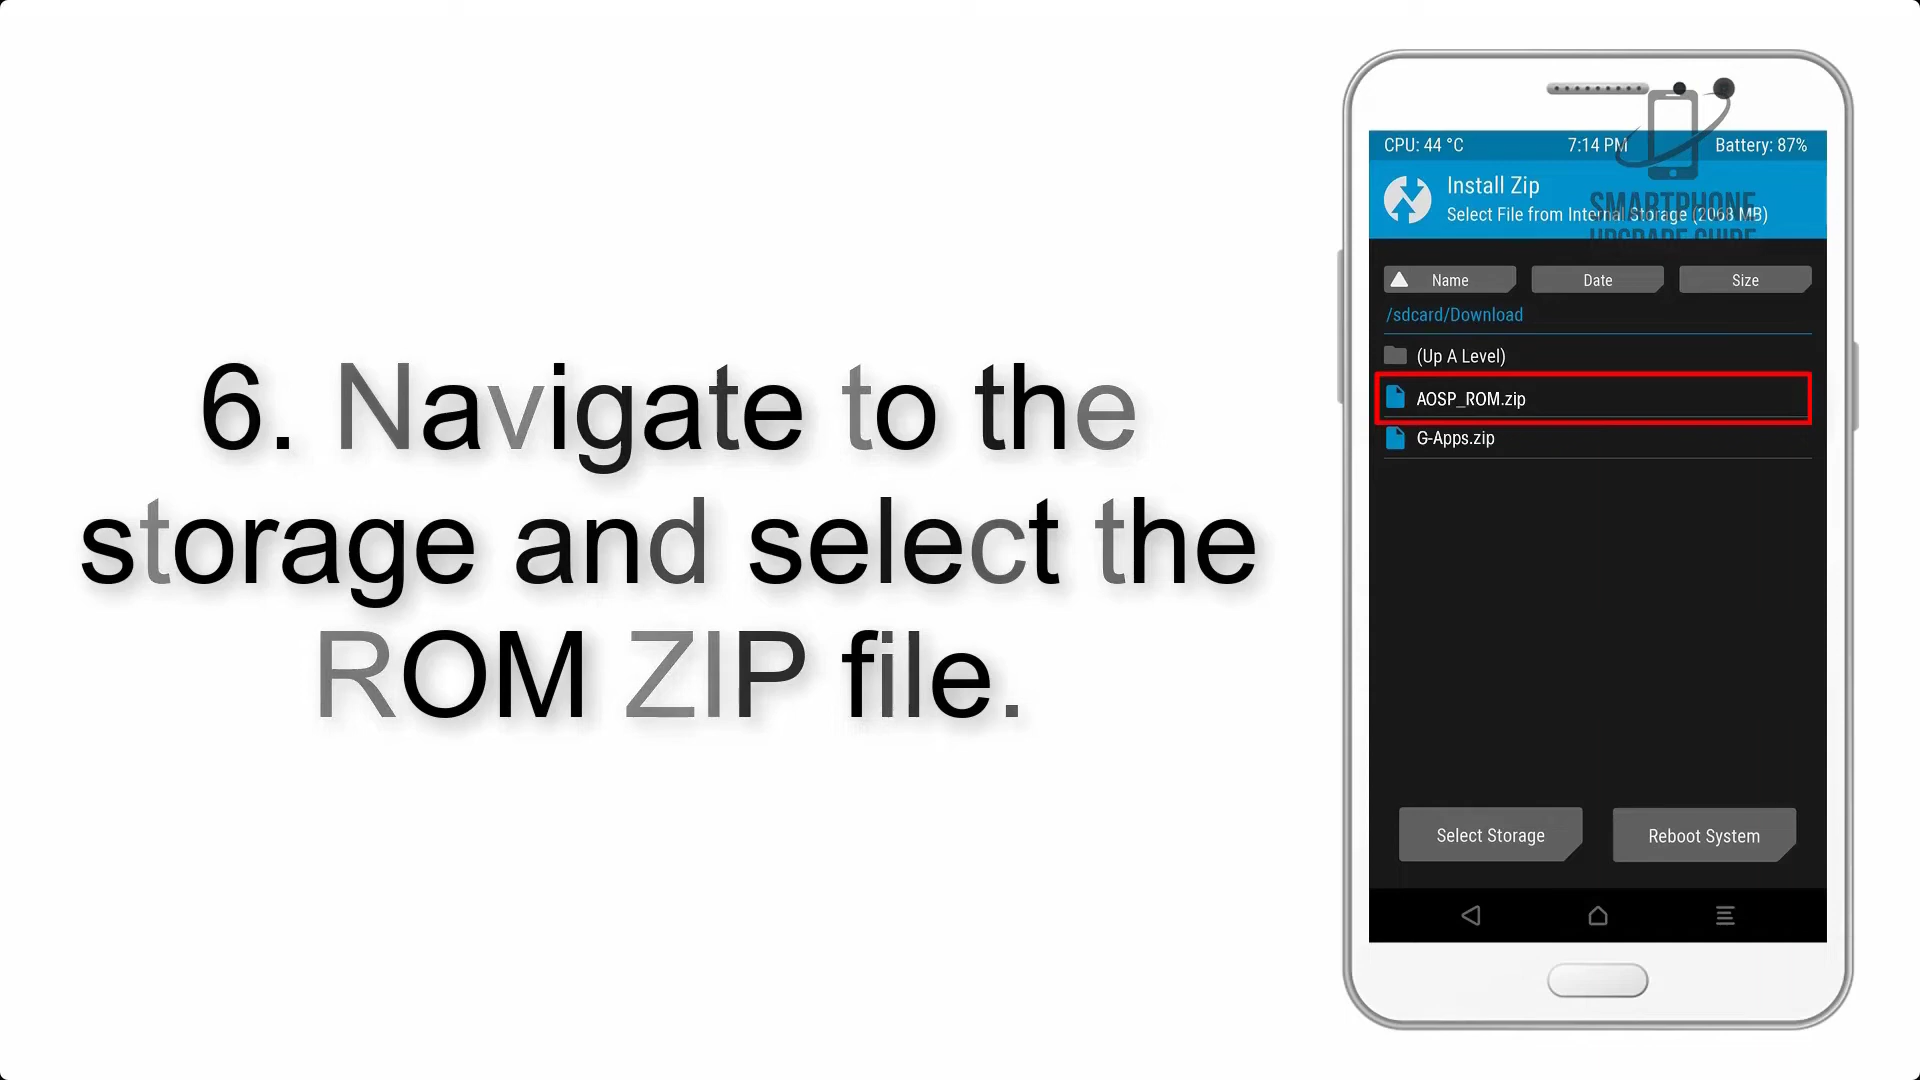 6. Navigate to the
storage and select the
ROM ZIP file.
CPU: 44 °C 7:14 PM Battery: 87%
Install Zip
Select File from Internal Storage (2068 MB)
SMARTPHONE
UPGRADE GUIDE
Name Date Size
/sdcard/Download
(Up A Level)
AOSP_ROM.zip
G-Apps.zip
Select Storage Reboot System